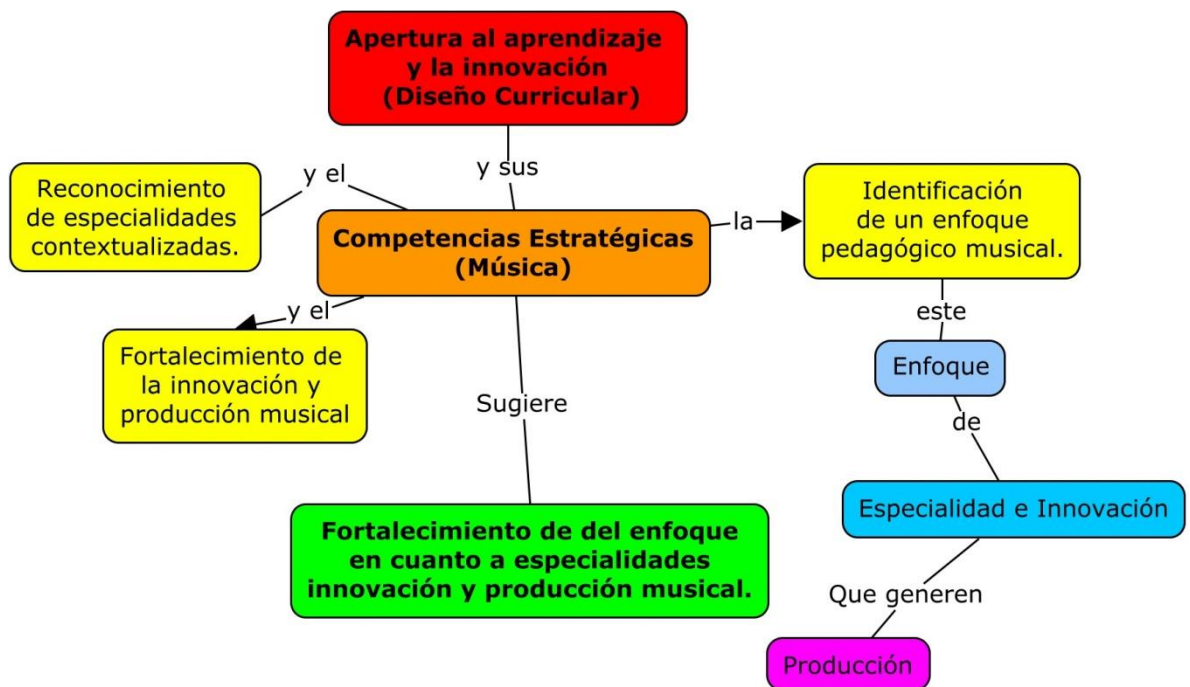 Apertura al aprendizaje
y la innovación
(Diseño Curricular)
y sus
y el
Reconocimiento
de especialidades
contextualizadas.
Competencias Estratégicas
(Música)
la
Identificación
de un enfoque
pedagógico musical.
y el
Fortalecimiento de
la innovación y
producción musical
este
Enfoque
Sugiere
de
Fortalecimiento de del enfoque
en cuanto a especialidades
innovación y producción musical.
Especialidad e Innovación
Que generen
Producción